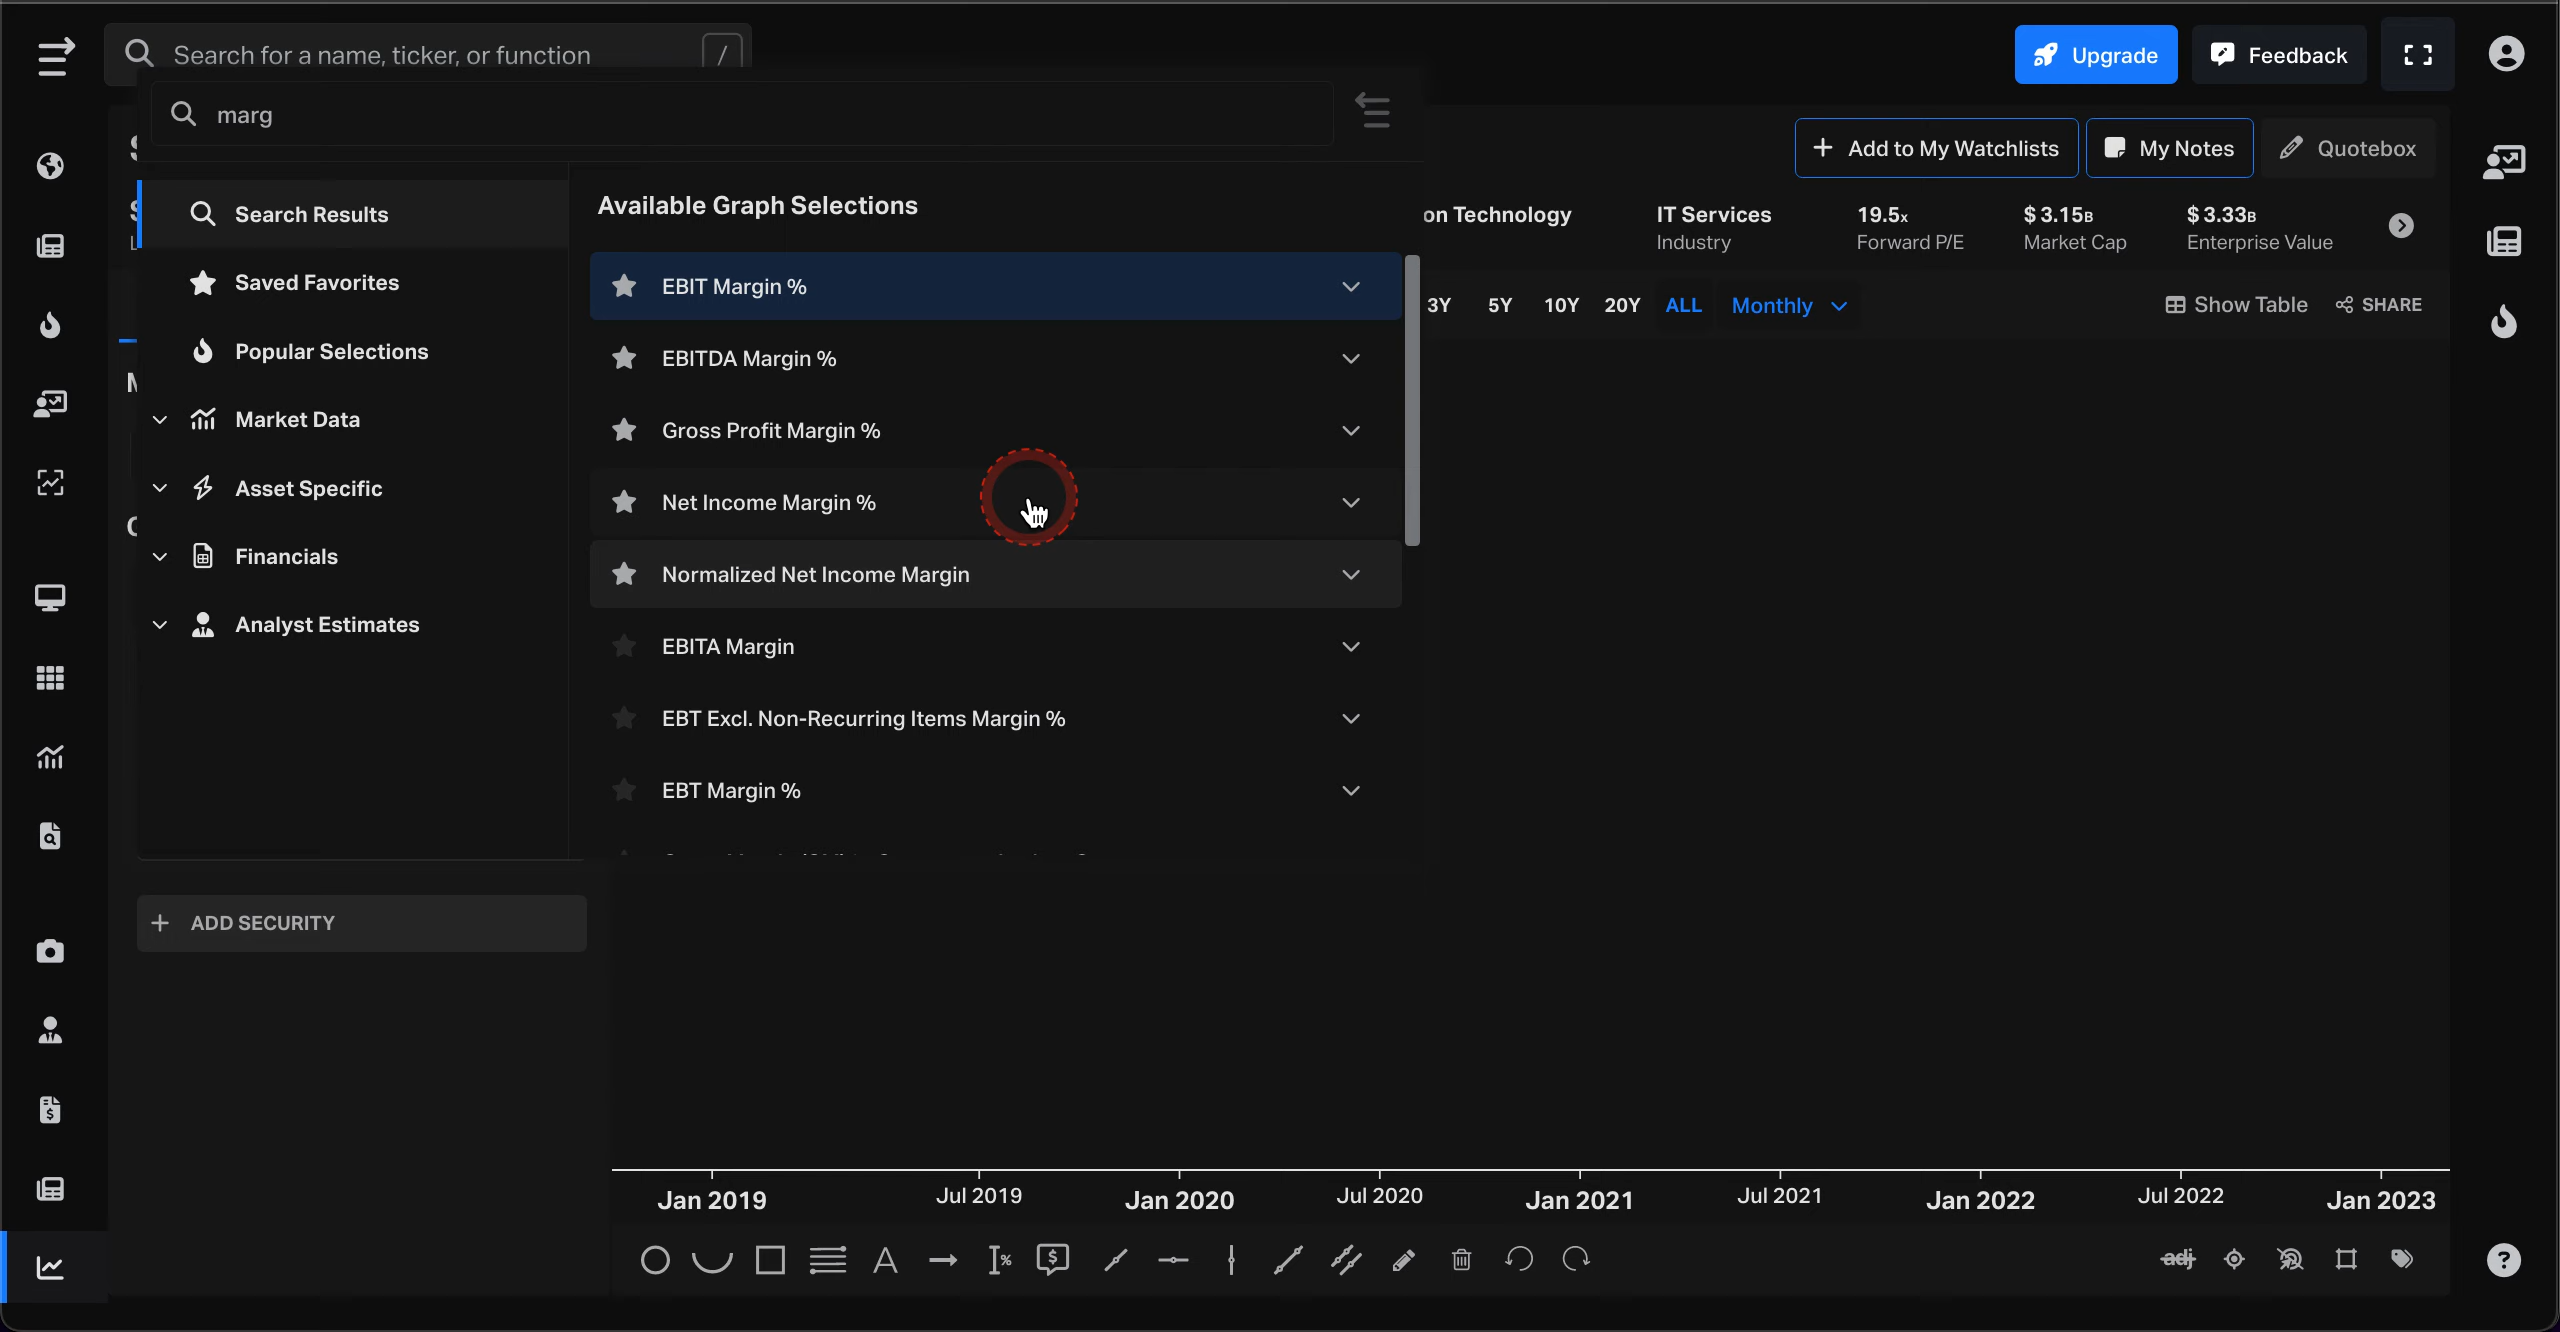 Search for a name, ticker, or function /
Upgrade
Feedback
marg
+ Add to My Watchlists
My Notes
Quotebox
Search Results
Saved Favorites
Popular Selections
Market Data
Asset Specific
Financials
Analyst Estimates
Available Graph Selections
EBIT Margin %
EBITDA Margin %
Gross Profit Margin %
Net Income Margin %
Normalized Net Income Margin
EBITA Margin
EBT Excl. Non-Recurring Items Margin %
EBT Margin %
on Technology
IT Services
Industry
19.5x
Forward P/E
$ 3.15B
Market Cap
$ 3.33B
Enterprise Value
3Y 5Y 10Y 20Y ALL Monthly
Show Table
SHARE
+ ADD SECURITY
Jan 2019 Jul 2019 Jan 2020 Jul 2020 Jan 2021 Jul 2021 Jan 2022 Jul 2022 Jan 2023
A
%
$
adj
?